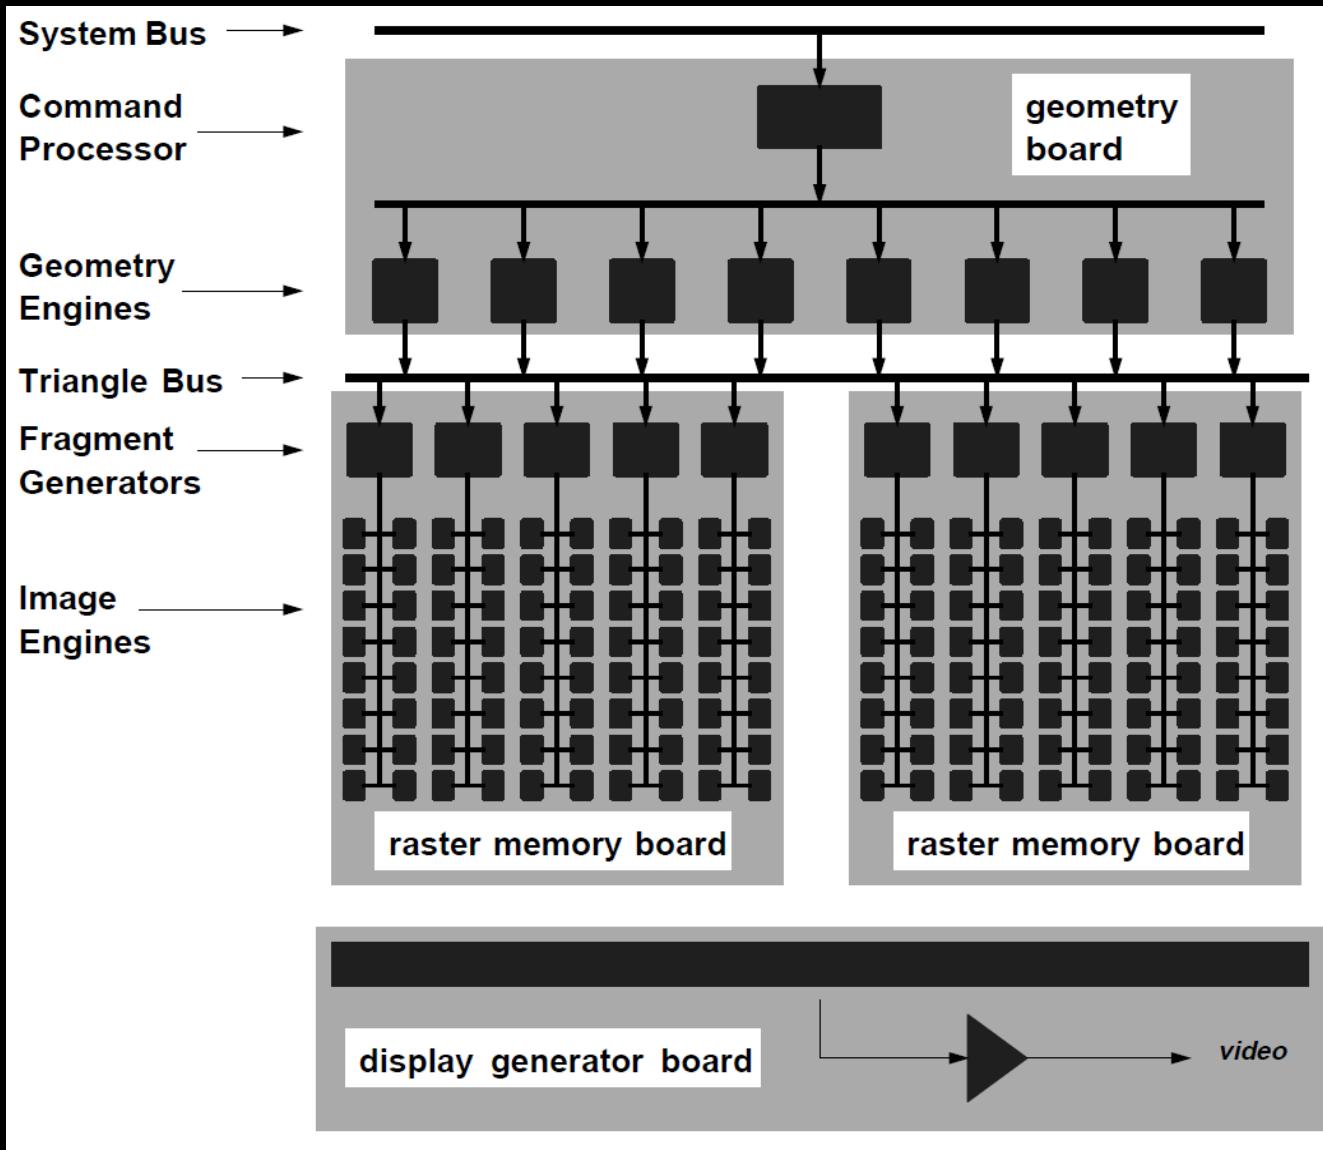 System Bus
Command
Processor
geometry
board
Geometry
Engines
Triangle Bus
Fragment
Generators
Image
Engines
raster memory board
raster memory board
display generator board
video